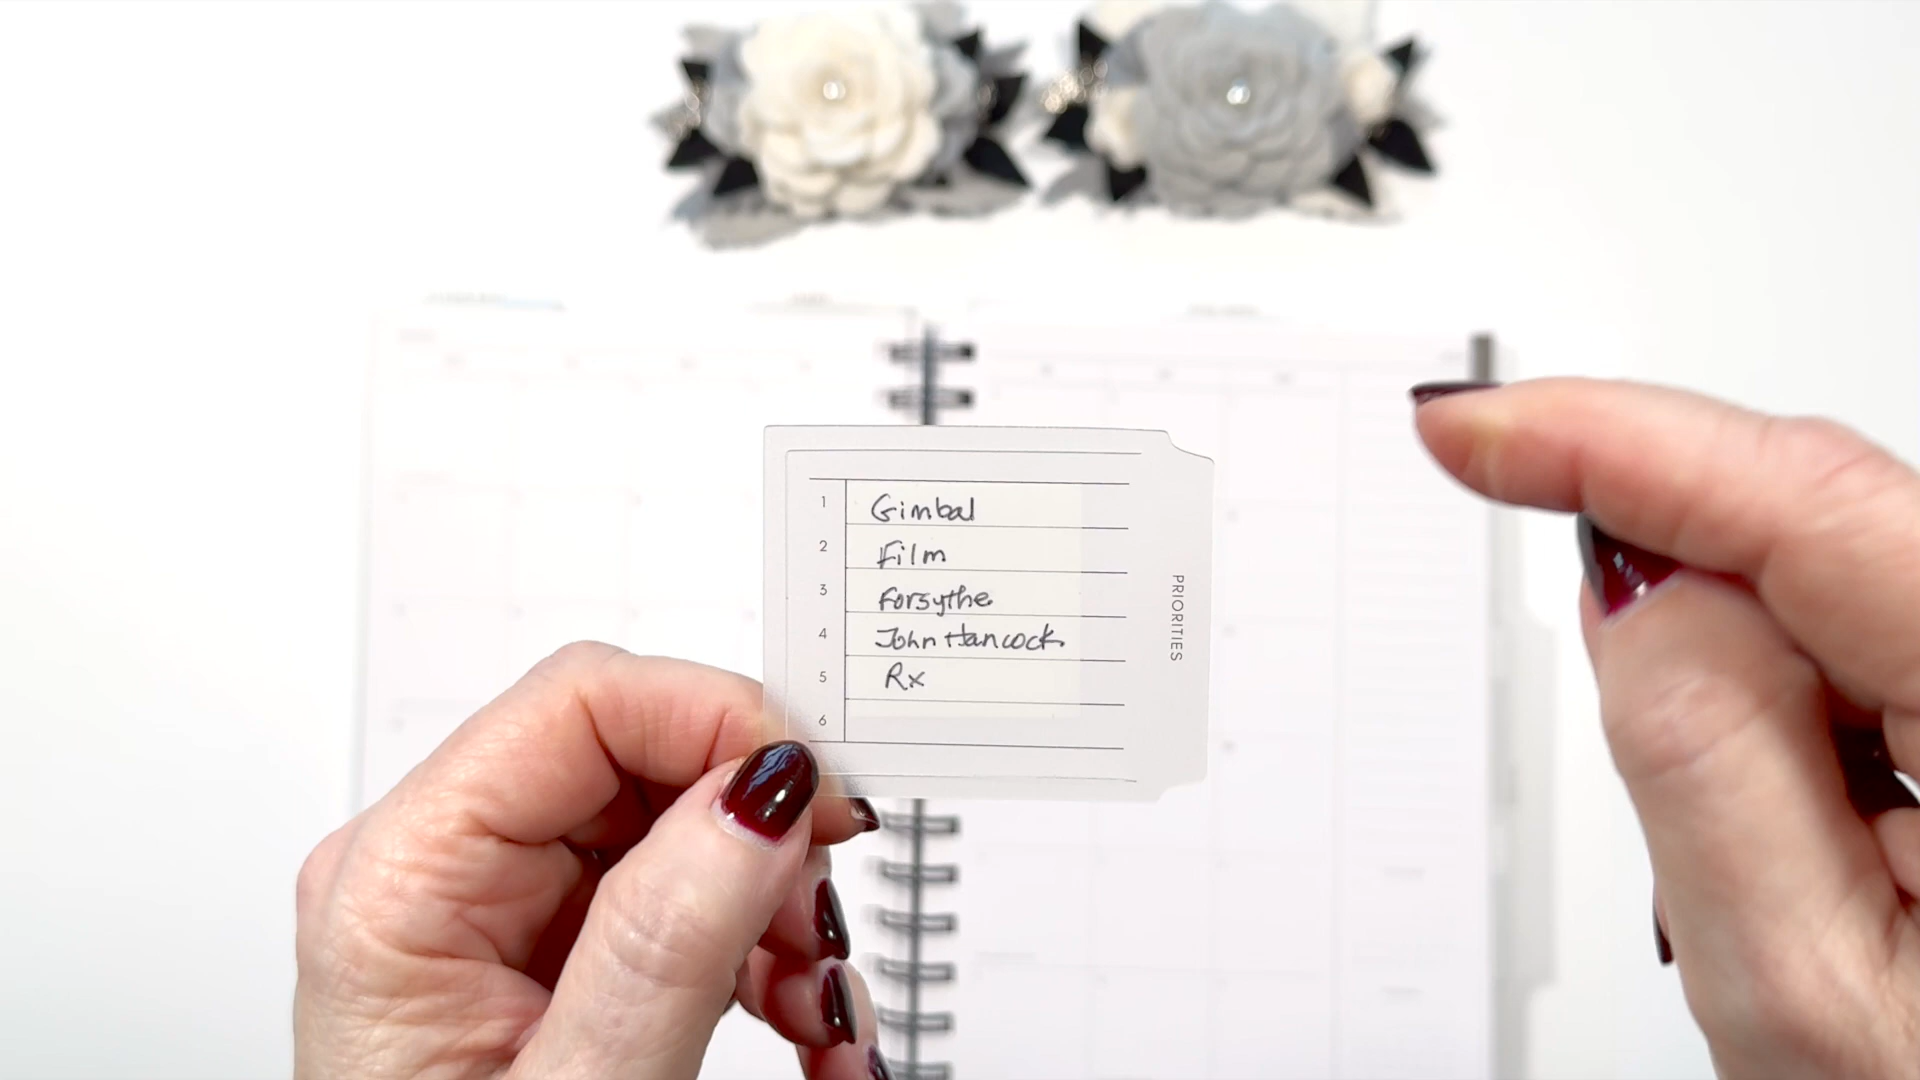 1 Gimbal
2 Film
3 Forsythe
4 John Hancock
5 Rx
6
PRIORITIES